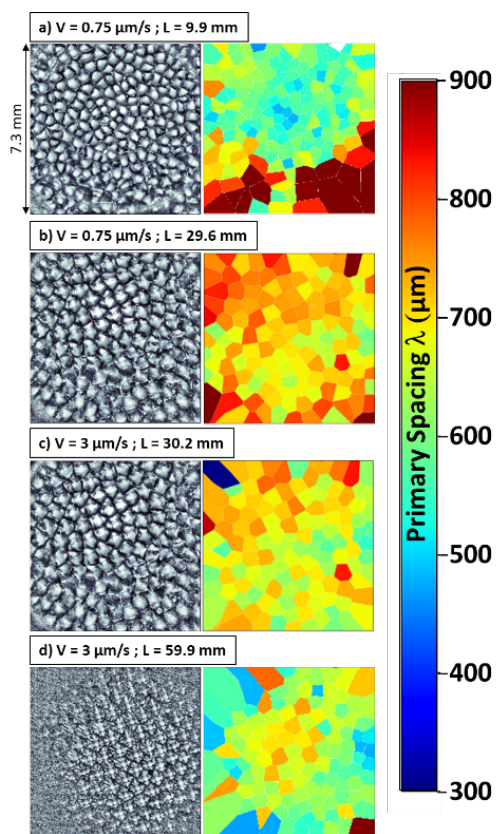 a) V = 0.75 µm/s ; L = 9.9 mm
7.3 mm
b) V = 0.75 µm/s ; L = 29.6 mm
c) V = 3 µm/s ; L = 30.2 mm
d) V = 3 µm/s ; L = 59.9 mm
Primary Spacing λ (µm)
900
800
700
600
500
400
300